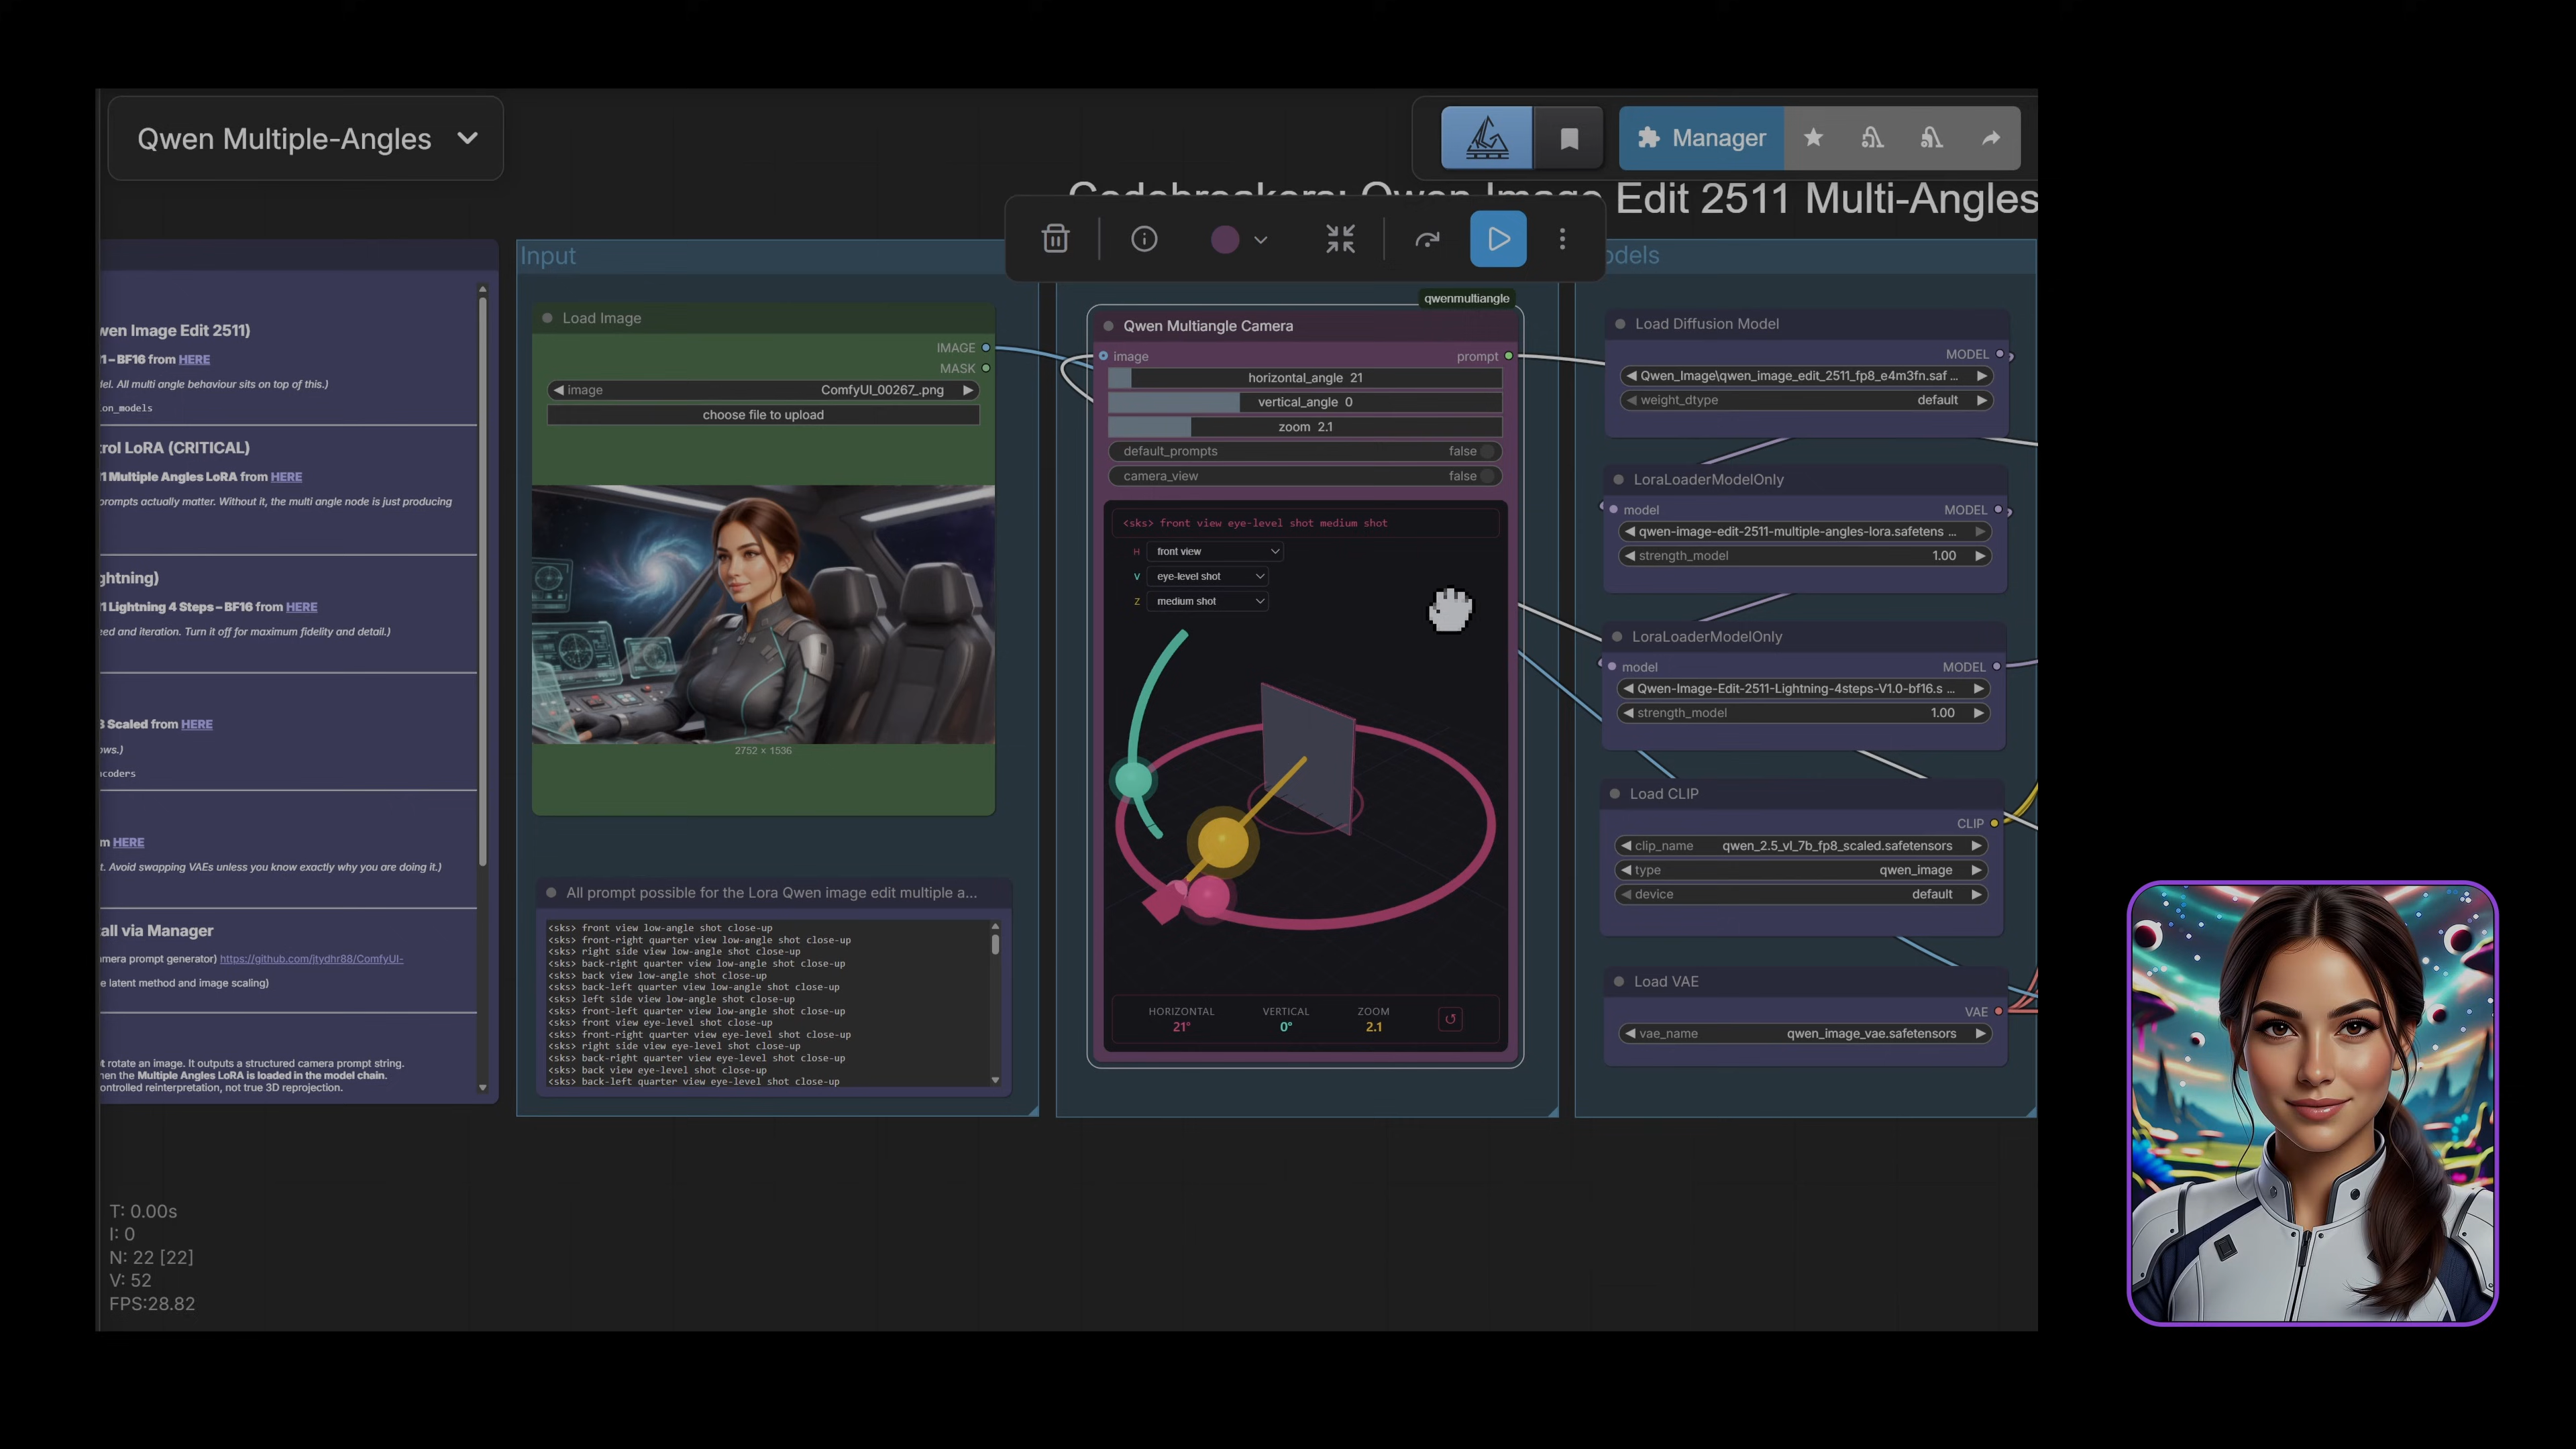 Qwen Multiple-Angles
Manager
Edit 2511 Multi-Angles
wen Image Edit 2511)
1 – BF16 from HERE
del. All multi angle behaviour sits on top of this.)
on_models
trol LoRA (CRITICAL)
1 Multiple Angles LoRA from HERE
prompts actually matter. Without it, the multi angle node is just producing
ghtning)
1 Lightning 4 Steps – BF16 from HERE
eed and iteration. Turn it off for maximum fidelity and detail.)
8 Scaled from HERE
ows.)
coders
m HERE
t. Avoid swapping VAEs unless you know exactly why you are doing it.)
all via Manager
amera prompt generator) https://github.com/jtydhr88/ComfyUI-
e latent method and image scaling)
t rotate an image. It outputs a structured camera prompt string.
hen the Multiple Angles LoRA is loaded in the model chain.
ontrolled reinterpretation, not true 3D reprojection.
Input
Load Image
IMAGE
MASK
image ComfyUI_00267_.png
choose file to upload
2752 × 1536
All prompt possible for the Lora Qwen image edit multiple a...
<sks> front view low-angle shot close-up
<sks> front-right quarter view low-angle shot close-up
<sks> right side view low-angle shot close-up
<sks> back-right quarter view low-angle shot close-up
<sks> back view low-angle shot close-up
<sks> back-left quarter view low-angle shot close-up
<sks> left side view low-angle shot close-up
<sks> front-left quarter view low-angle shot close-up
<sks> front view eye-level shot close-up
<sks> front-right quarter view eye-level shot close-up
<sks> right side view eye-level shot close-up
<sks> back-right quarter view eye-level shot close-up
<sks> back view eye-level shot close-up
<sks> back-left quarter view eye-level shot close-up
qwenmultiangle
Qwen Multiangle Camera
image prompt
horizontal_angle 21
vertical_angle 0
zoom 2.1
default_prompts false
camera_view false
<sks> front view eye-level shot medium shot
H front view
V eye-level shot
Z medium shot
HORIZONTAL VERTICAL ZOOM
21° 0° 2.1
odels
Load Diffusion Model
MODEL
Qwen_Image\qwen_image_edit_2511_fp8_e4m3fn.saf ...
weight_dtype default
LoraLoaderModelOnly
model MODEL
qwen-image-edit-2511-multiple-angles-lora.safetens ...
strength_model 1.00
LoraLoaderModelOnly
model MODEL
Qwen-Image-Edit-2511-Lightning-4steps-V1.0-bf16.s ...
strength_model 1.00
Load CLIP
CLIP
clip_name qwen_2.5_vl_7b_fp8_scaled.safetensors
type qwen_image
device default
Load VAE
VAE
vae_name qwen_image_vae.safetensors
T: 0.00s
I: 0
N: 22 [22]
V: 52
FPS:28.82